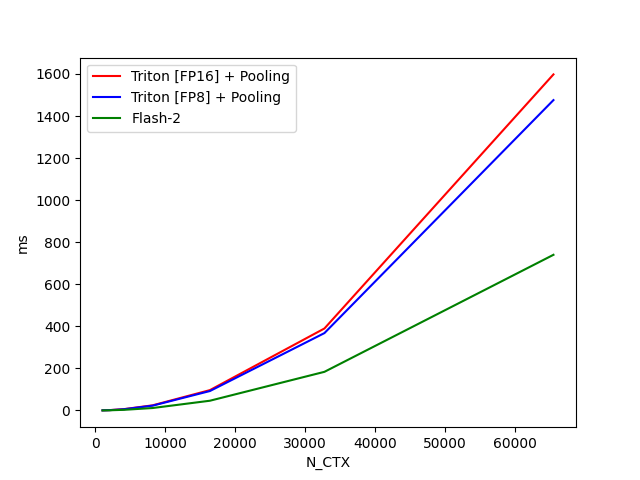 Triton [FP16] + Pooling
Triton [FP8] + Pooling
Flash-2
1600
1400
1200
1000
800
600
400
200
0
ms
0 10000 20000 30000 40000 50000 60000
N_CTX